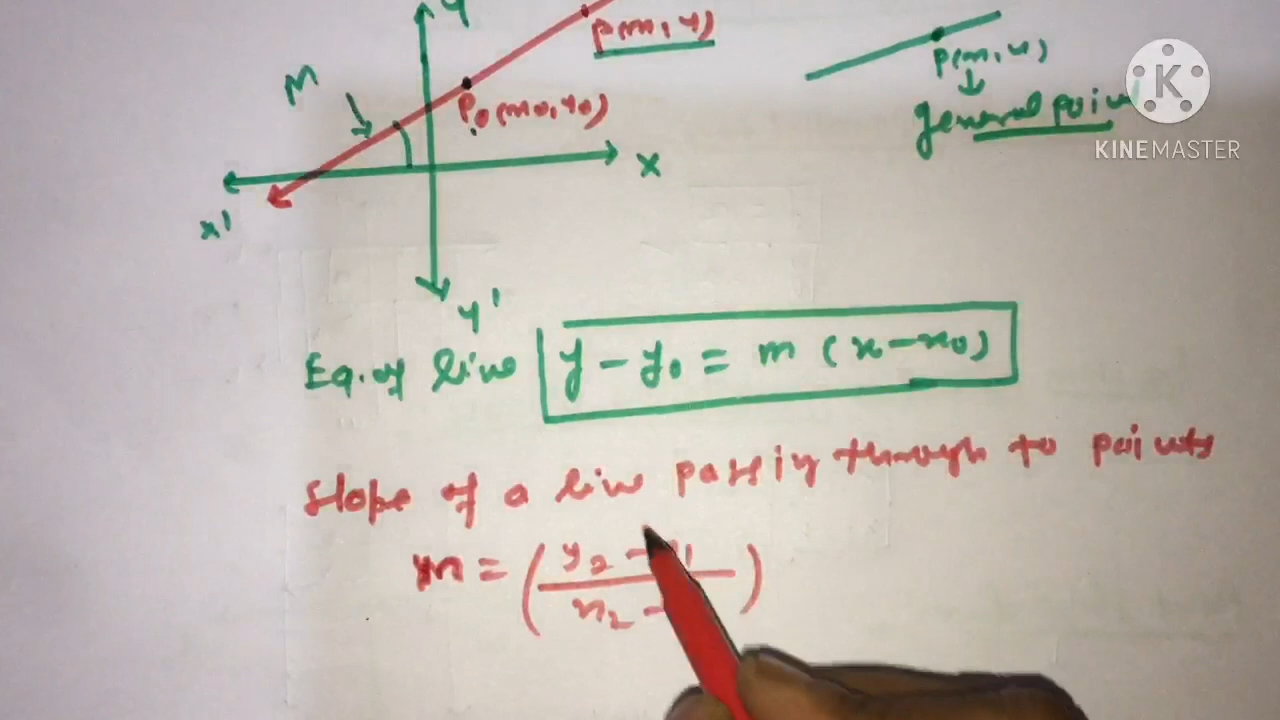 y
P(x, y)
M
P₀(x₀, y₀)
P(x, y)
general point
K
KINEMASTER
x
x'
y'
Eq. of line y - y₀ = m (x - x₀)
slope of a line passing through to points
m = (y₂ - y₁ / x₂ -